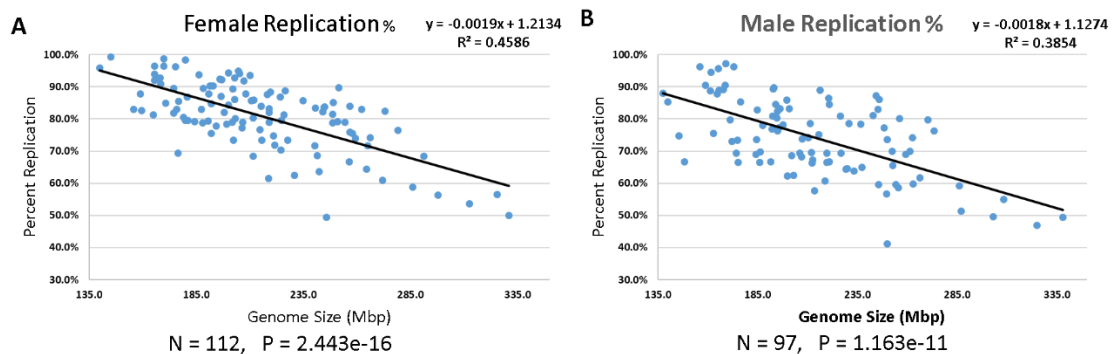 A
Female Replication %
y = -0.0019x + 1.2134
R² = 0.4586
100.0%
90.0%
80.0%
70.0%
60.0%
50.0%
40.0%
30.0%
Percent Replication
135.0 185.0 235.0 285.0 335.0
Genome Size (Mbp)
N = 112, P = 2.443e-16
B
Male Replication %
y = -0.0018x + 1.1274
R² = 0.3854
100.0%
90.0%
80.0%
70.0%
60.0%
50.0%
40.0%
30.0%
Percent Replication
135.0 185.0 235.0 285.0 335.0
Genome Size (Mbp)
N = 97, P = 1.163e-11